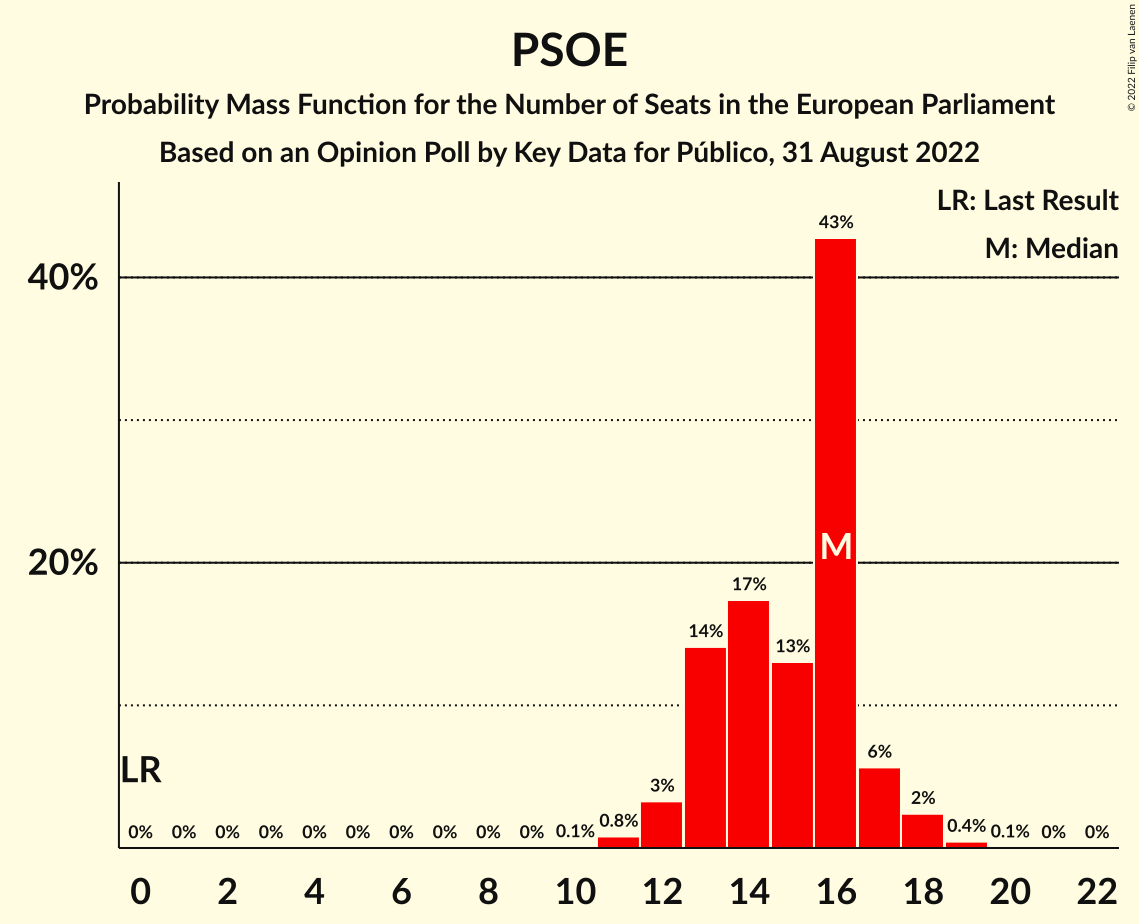 PSOE
Probability Mass Function for the Number of Seats in the European Parliament
Based on an Opinion Poll by Key Data for Público, 31 August 2022
© 2022 Filip van Laenen
LR: Last Result
M: Median
43%
40%
M
20%
17%
14%
13%
LR
6%
3%
2%
0% 0% 0% 0% 0% 0% 0% 0% 0% 0% 0.1% 0.8% 0.4% 0.1% 0% 0%
0 2 4 6 8 10 12 14 16 18 20 22